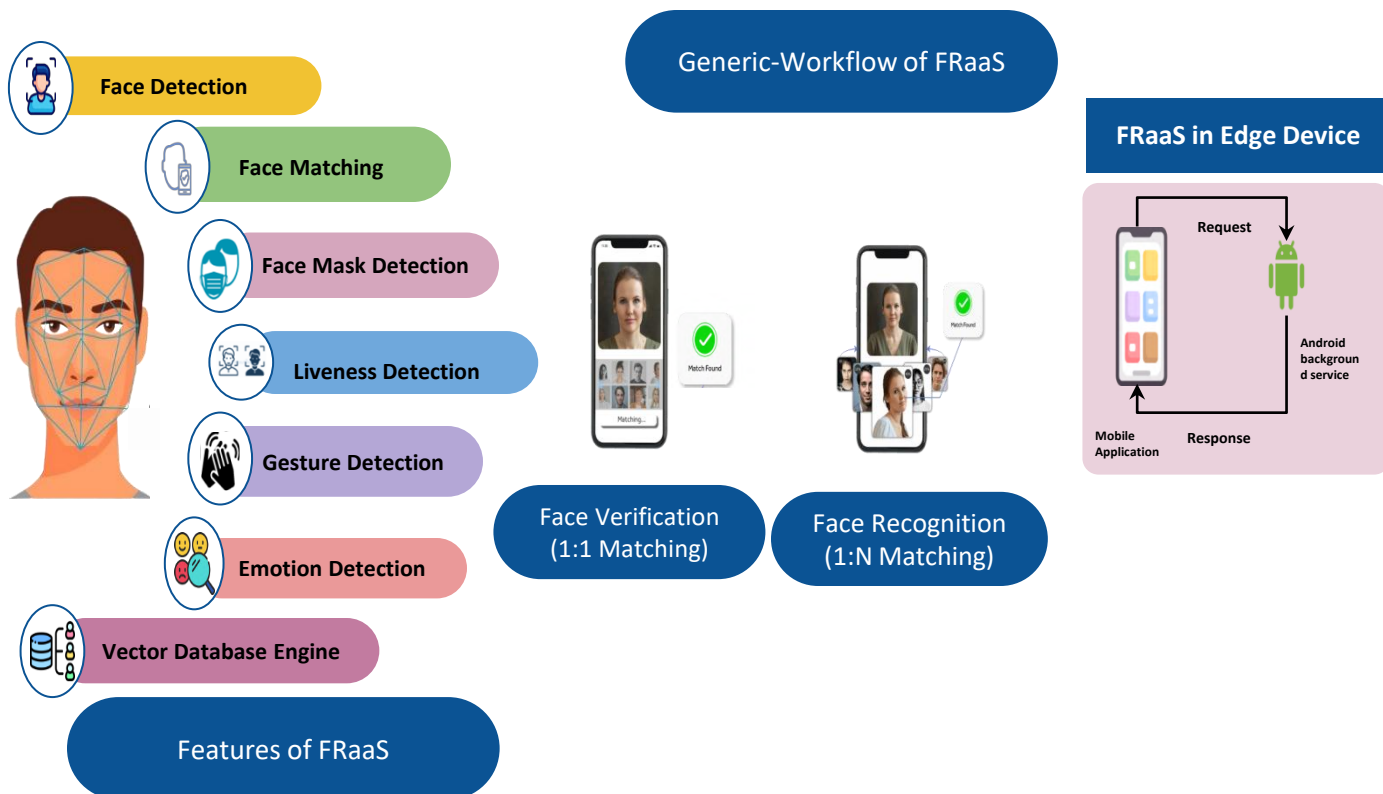 Generic-Workflow of FRaaS
Face Detection
Face Matching
Face Mask Detection
Liveness Detection
Gesture Detection
Emotion Detection
Vector Database Engine
Features of FRaaS
Matching...
Match Found
Face Verification
(1:1 Matching)
Match Found
Face Recognition
(1:N Matching)
FRaaS in Edge Device
Request
Android
backgroun
d service
Mobile
Application
Response